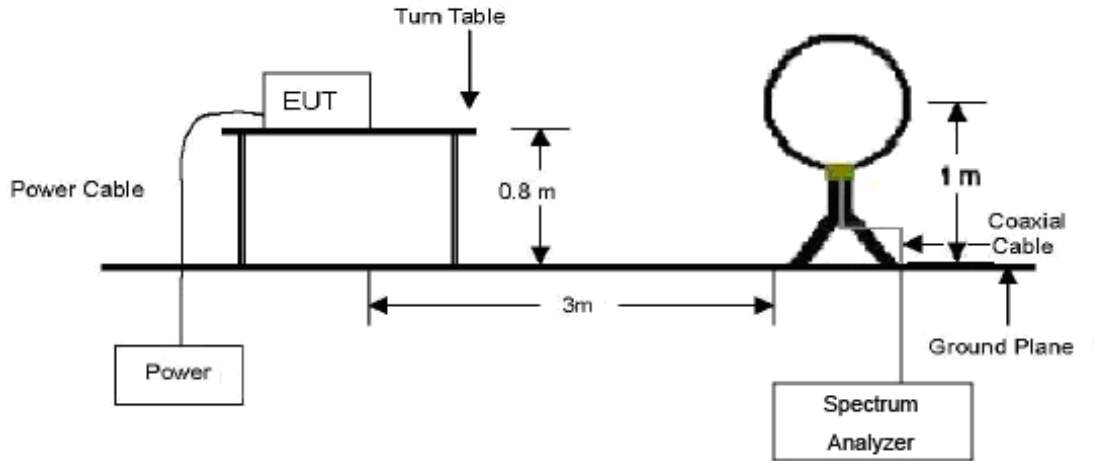 Turn Table
EUT
Power Cable
0.8 m
1 m
Coaxial
Cable
3m
Ground Plane
Power
Spectrum
Analyzer